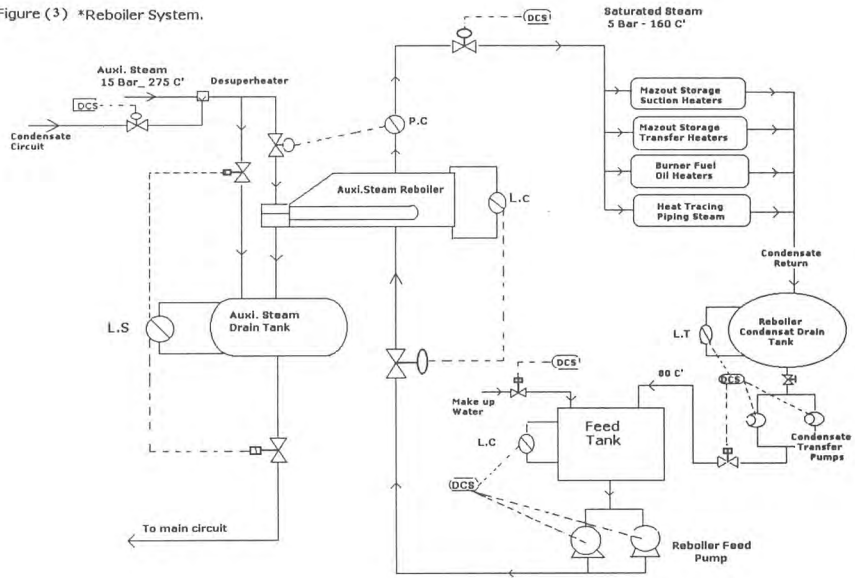 Figure (3) *Reboiler System.
Saturated Steam
5 Bar - 160 C'
DCS
Auxi. Steam
15 Bar_ 275 C'
Desuperheater
DCS
Condensate
Circuit
P.C
Mazout Storage
Suction Heaters
Mazout Storage
Transfer Heaters
Burner Fuel
Oil Heaters
Heat Tracing
Piping Steam
Auxi.Steam Reboiler
L.C
Condensate
Return
Auxi. Steam
Drain Tank
L.S
Reboiler
Condensat Drain
Tank
L.T
DCS
80 C'
DCS
Make up
Water
Feed
Tank
L.C
Condensate
Transfer
Pumps
DCS
To main circuit
Reboiler Feed
Pump